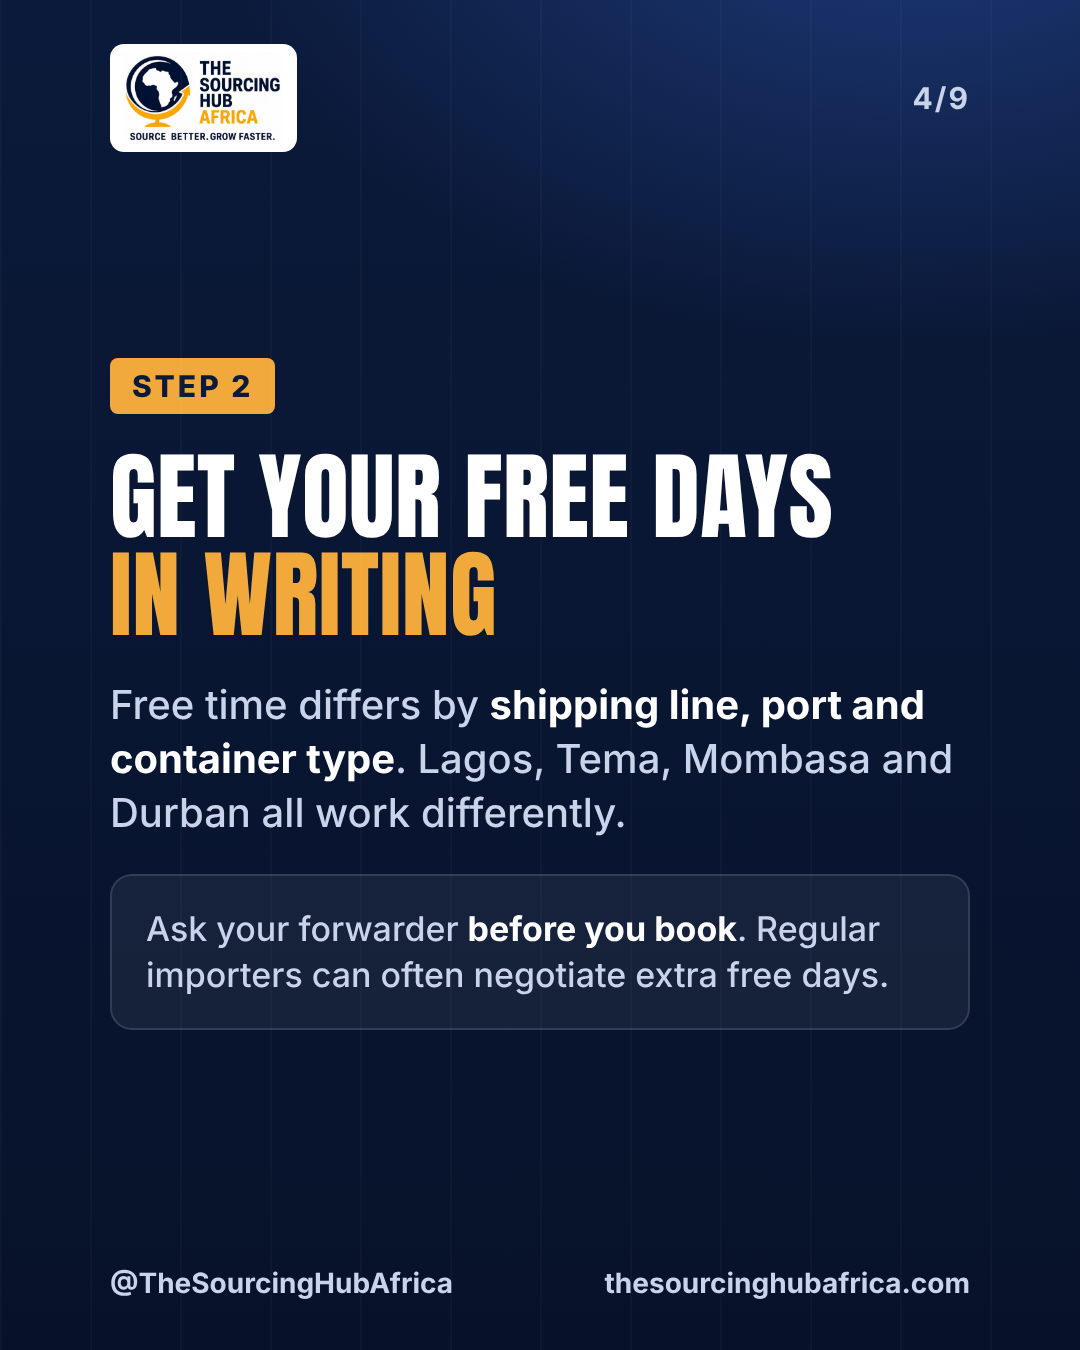 THE
SOURCING
HUB
AFRICA
SOURCE BETTER. GROW FASTER.
4/9
STEP 2
GET YOUR FREE DAYS
IN WRITING
Free time differs by shipping line, port and
container type. Lagos, Tema, Mombasa and
Durban all work differently.
Ask your forwarder before you book. Regular
importers can often negotiate extra free days.
@TheSourcingHubAfrica
thesourcinghubafrica.com